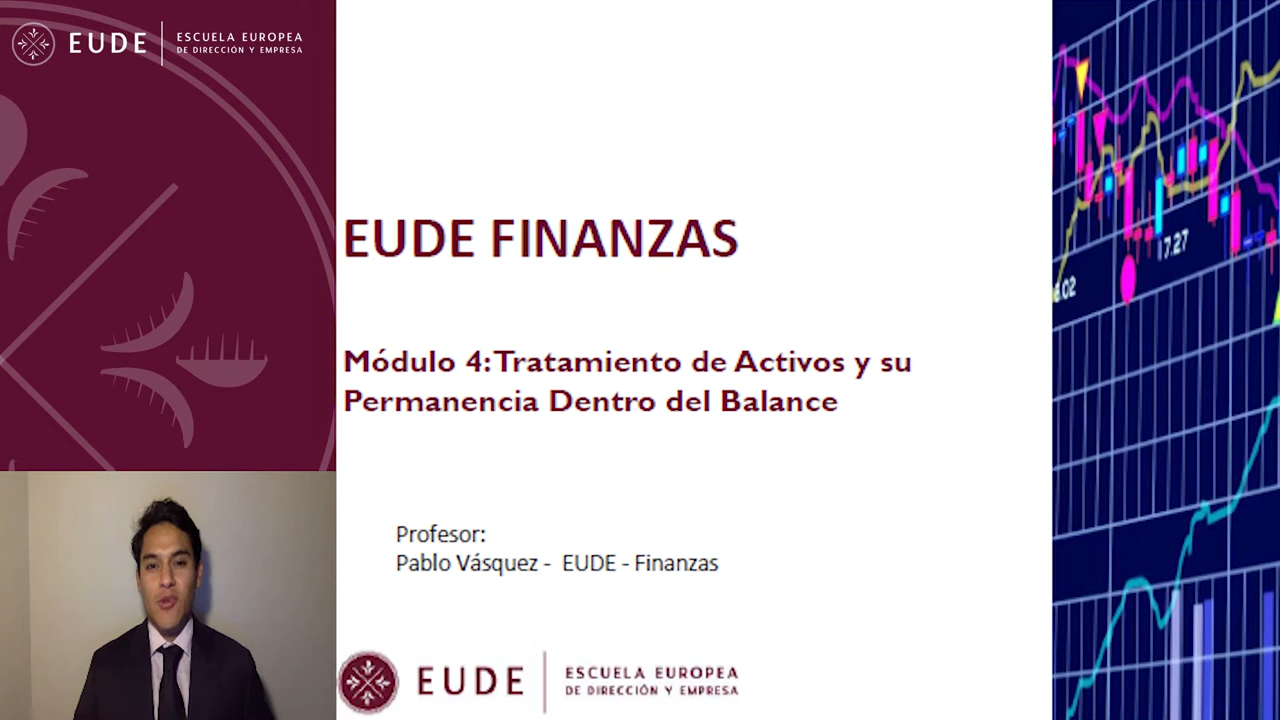 EUDE
ESCUELA EUROPEA
DE DIRECCIÓN Y EMPRESA
EUDE FINANZAS
Módulo 4: Tratamiento de Activos y su
Permanencia Dentro del Balance
Profesor:
Pablo Vásquez - EUDE - Finanzas
EUDE
ESCUELA EUROPEA
DE DIRECCIÓN Y EMPRESA
7.27